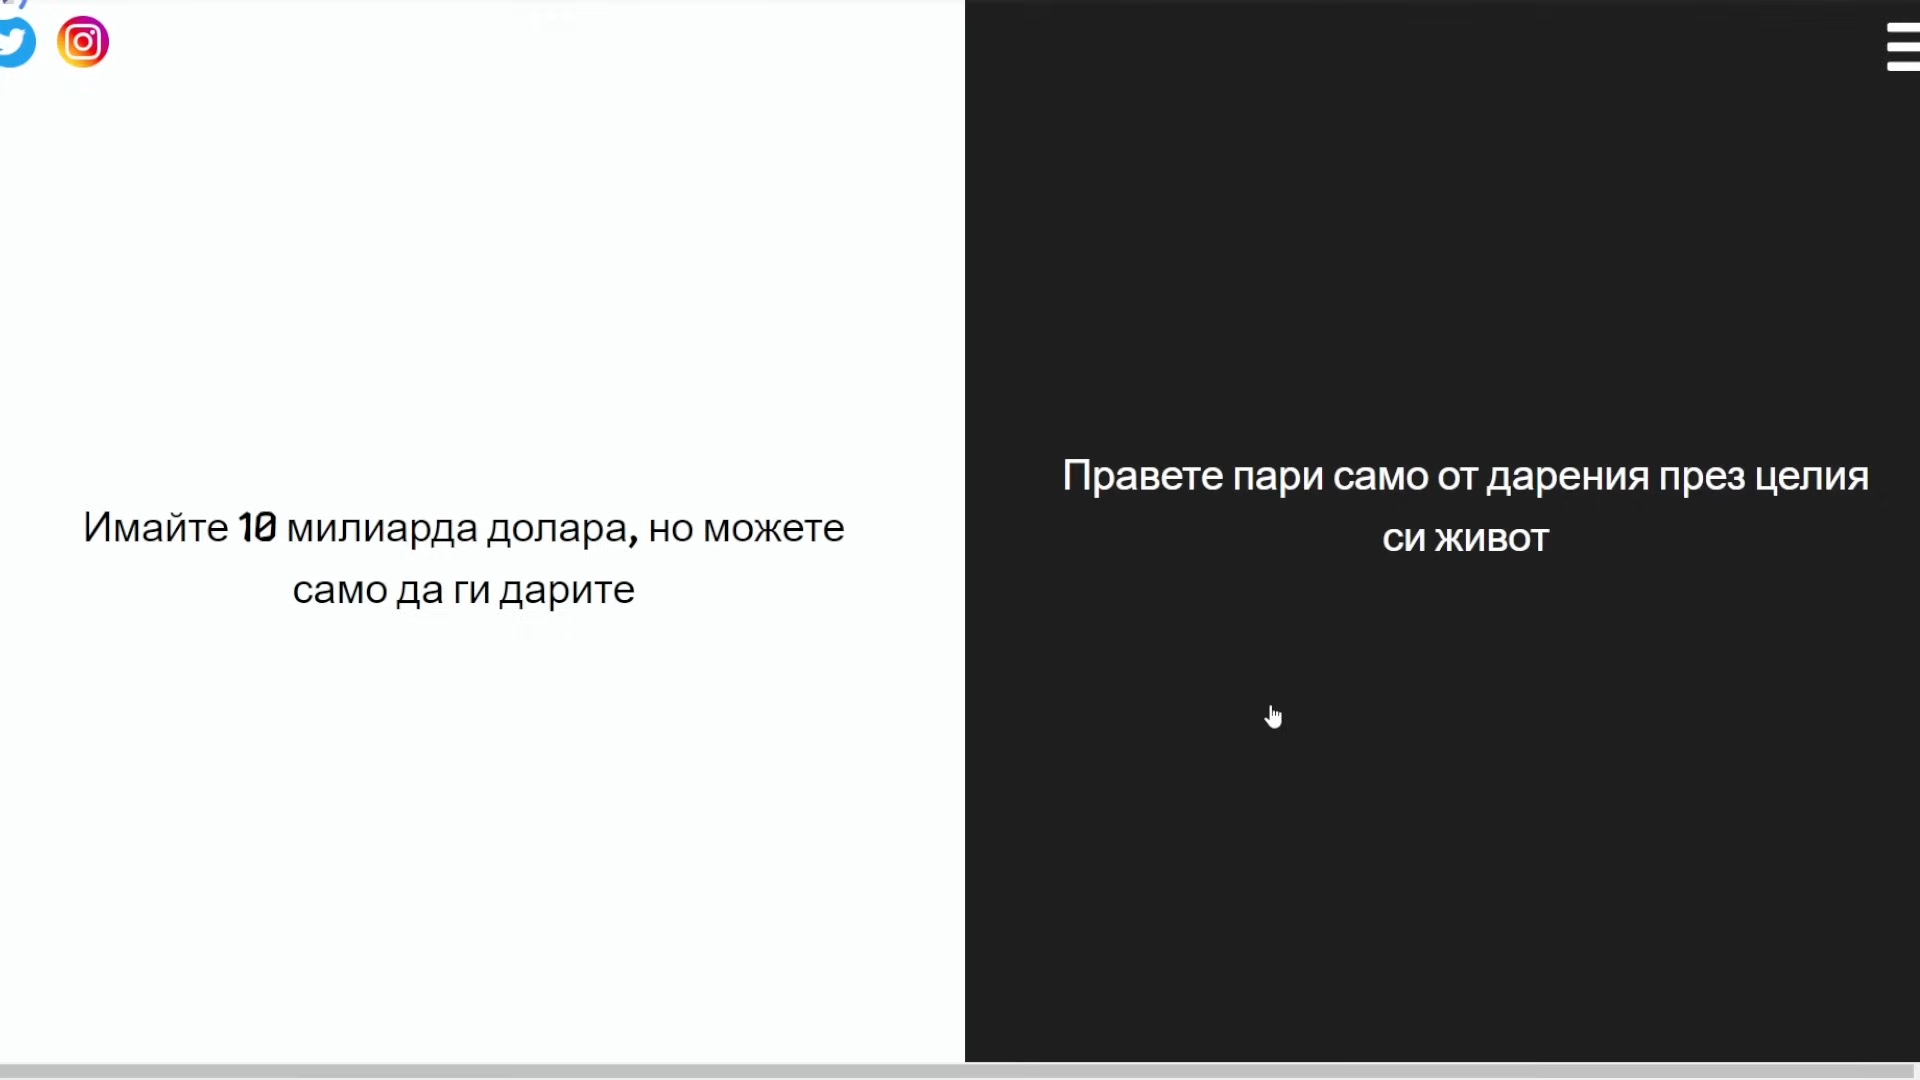 Имайте 10 милиарда долара, но можете
само да ги дарите
Правете пари само от дарения през целия
си живот